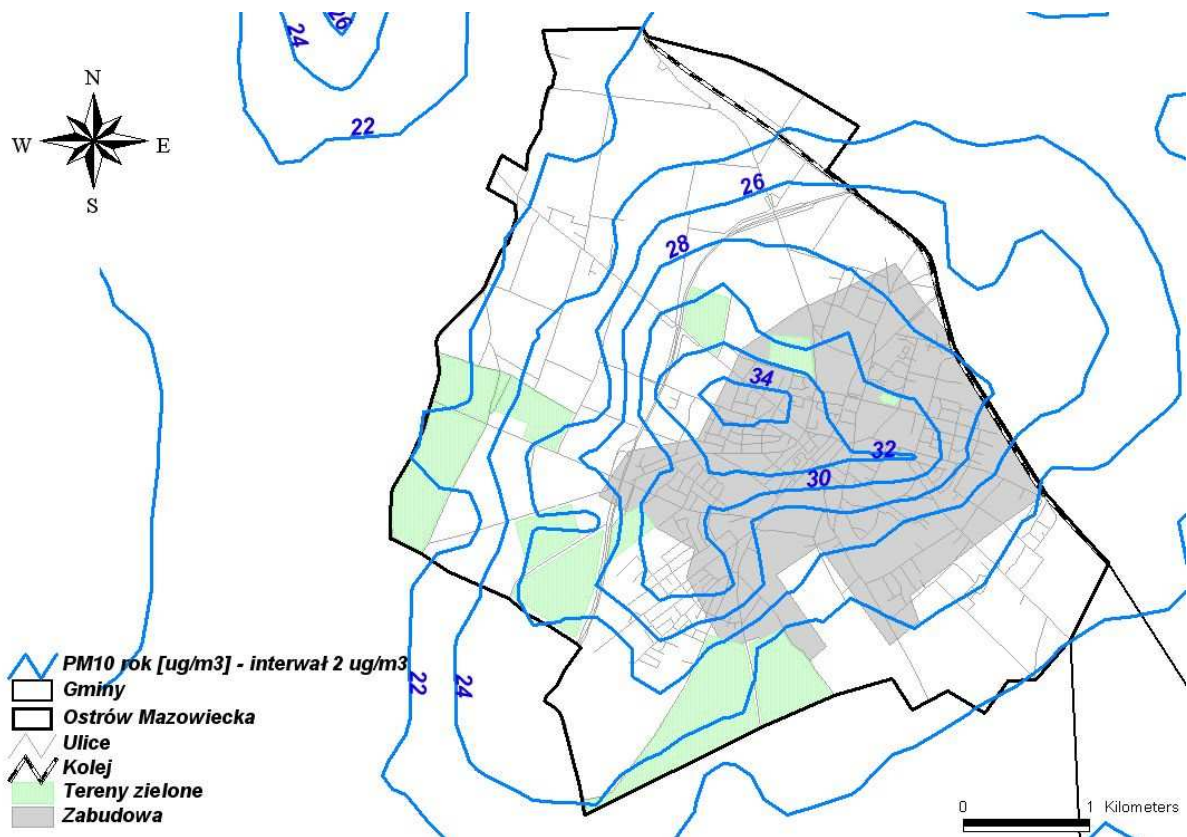 26
24
22
N
W
E
S
26
28
34
32
30
22
24
PM10 rok [ug/m3] - interwał 2 ug/m3
Gminy
Ostrów Mazowiecka
Ulice
Kolej
Tereny zielone
Zabudowa
0 1 Kilometers